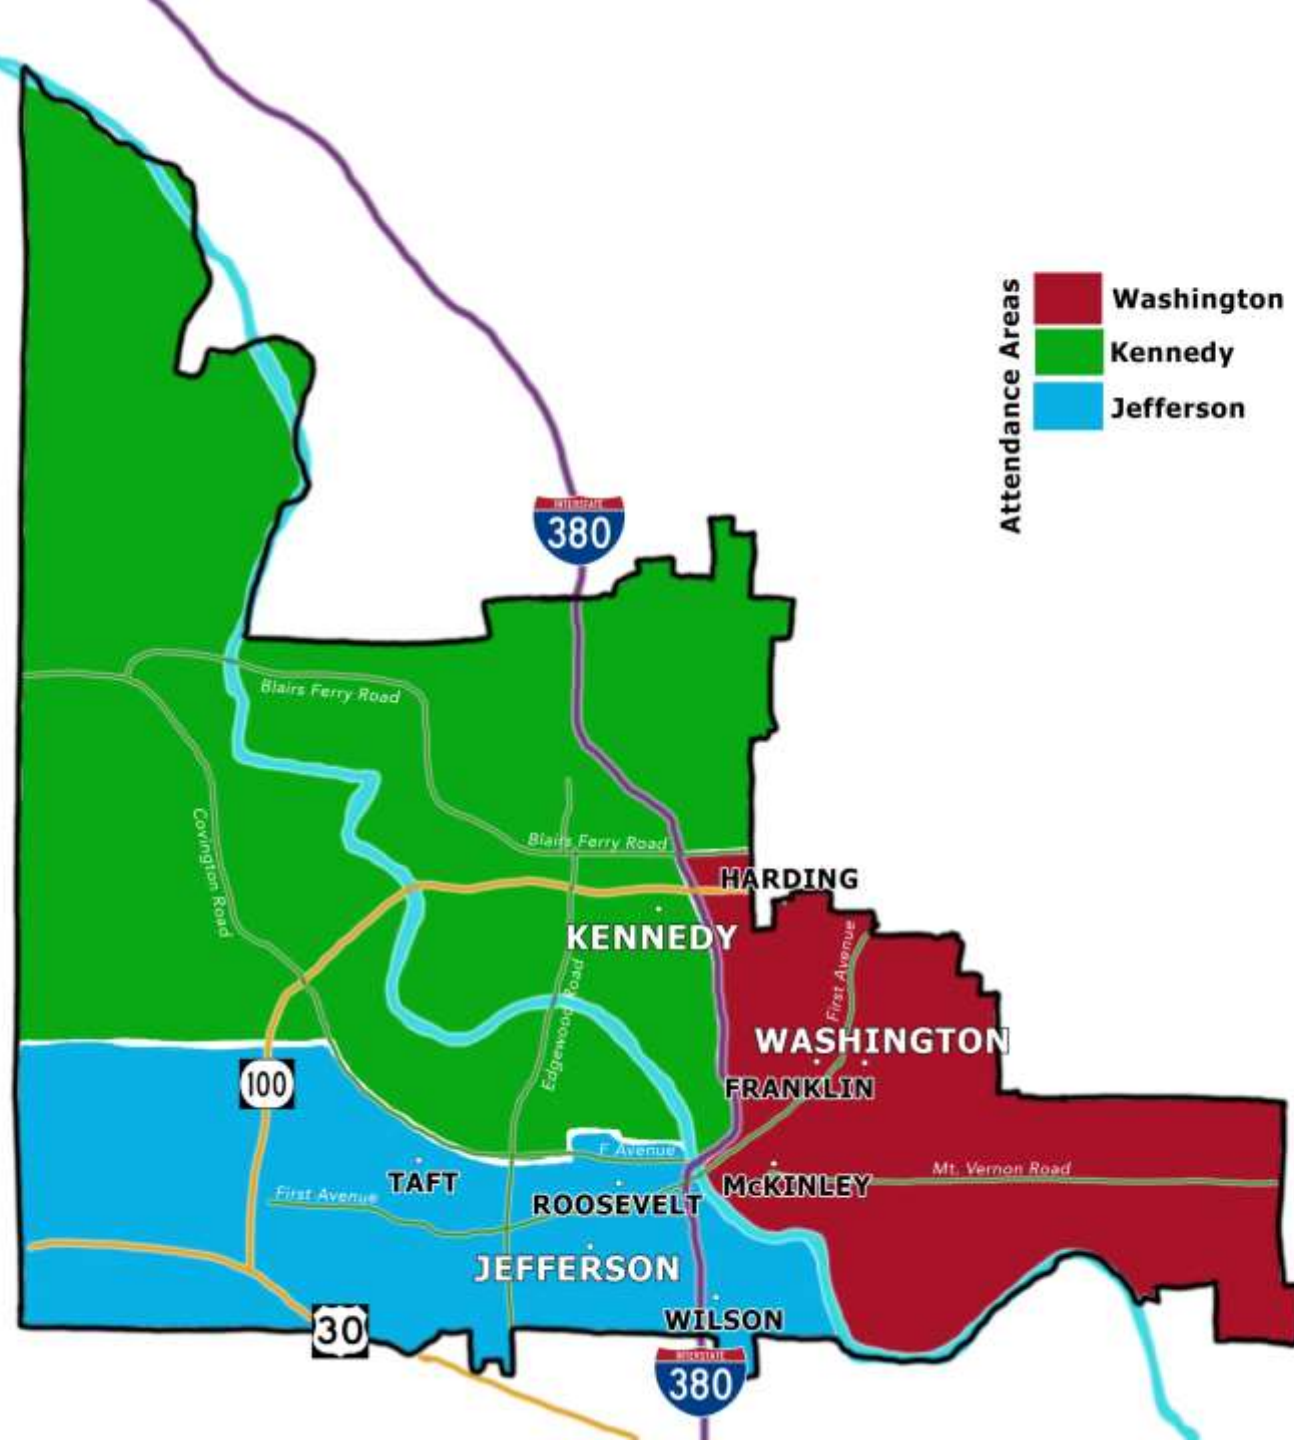 Attendance Areas
Washington
Kennedy
Jefferson
INTERSTATE
380
Blairs Ferry Road
Covington Road
Blairs Ferry Road
HARDING
KENNEDY
First Avenue
Edgewood Road
WASHINGTON
100
FRANKLIN
F Avenue
TAFT
First Avenue
ROOSEVELT
McKINLEY
Mt. Vernon Road
JEFFERSON
WILSON
30
INTERSTATE
380